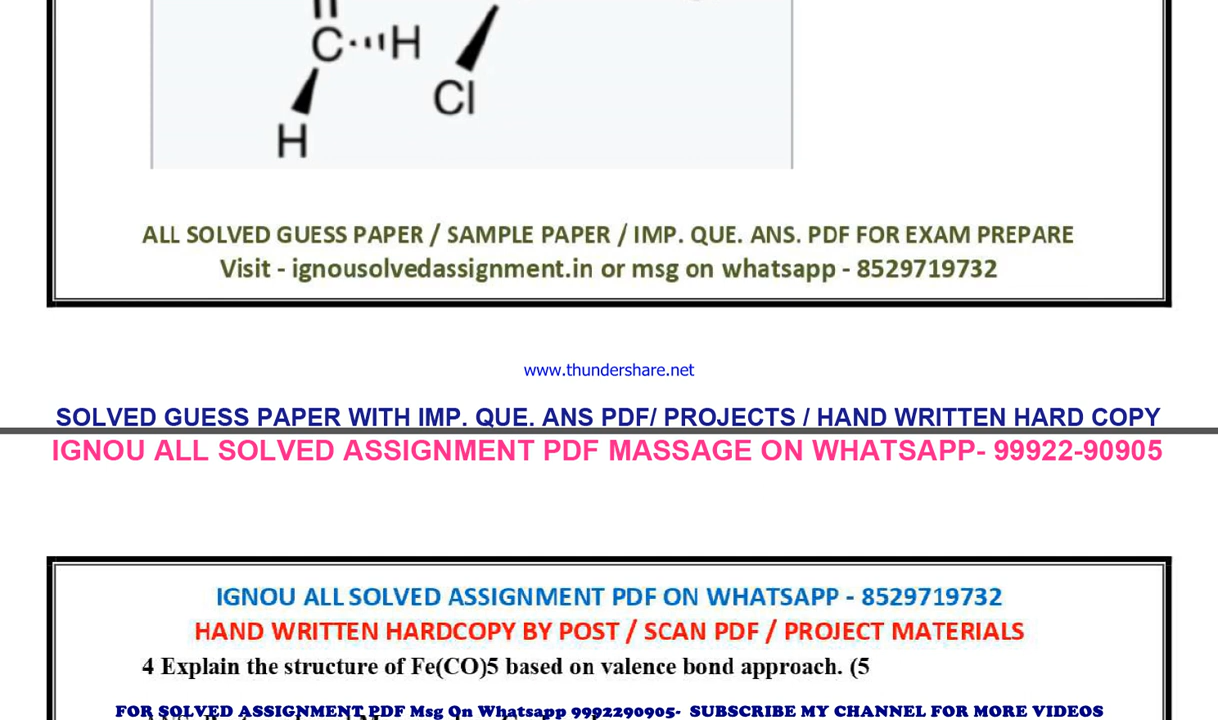 C H
Cl
H
ALL SOLVED GUESS PAPER / SAMPLE PAPER / IMP. QUE. ANS. PDF FOR EXAM PREPARE
Visit - ignousolvedassignment.in or msg on whatsapp - 8529719732
www.thundershare.net
SOLVED GUESS PAPER WITH IMP. QUE. ANS PDF/ PROJECTS / HAND WRITTEN HARD COPY
IGNOU ALL SOLVED ASSIGNMENT PDF MASSAGE ON WHATSAPP- 99922-90905
IGNOU ALL SOLVED ASSIGNMENT PDF ON WHATSAPP - 8529719732
HAND WRITTEN HARDCOPY BY POST / SCAN PDF / PROJECT MATERIALS
4 Explain the structure of Fe(CO)5 based on valence bond approach. (5
FOR SOLVED ASSIGNMENT PDF Msg On Whatsapp 9992290905- SUBSCRIBE MY CHANNEL FOR MORE VIDEOS